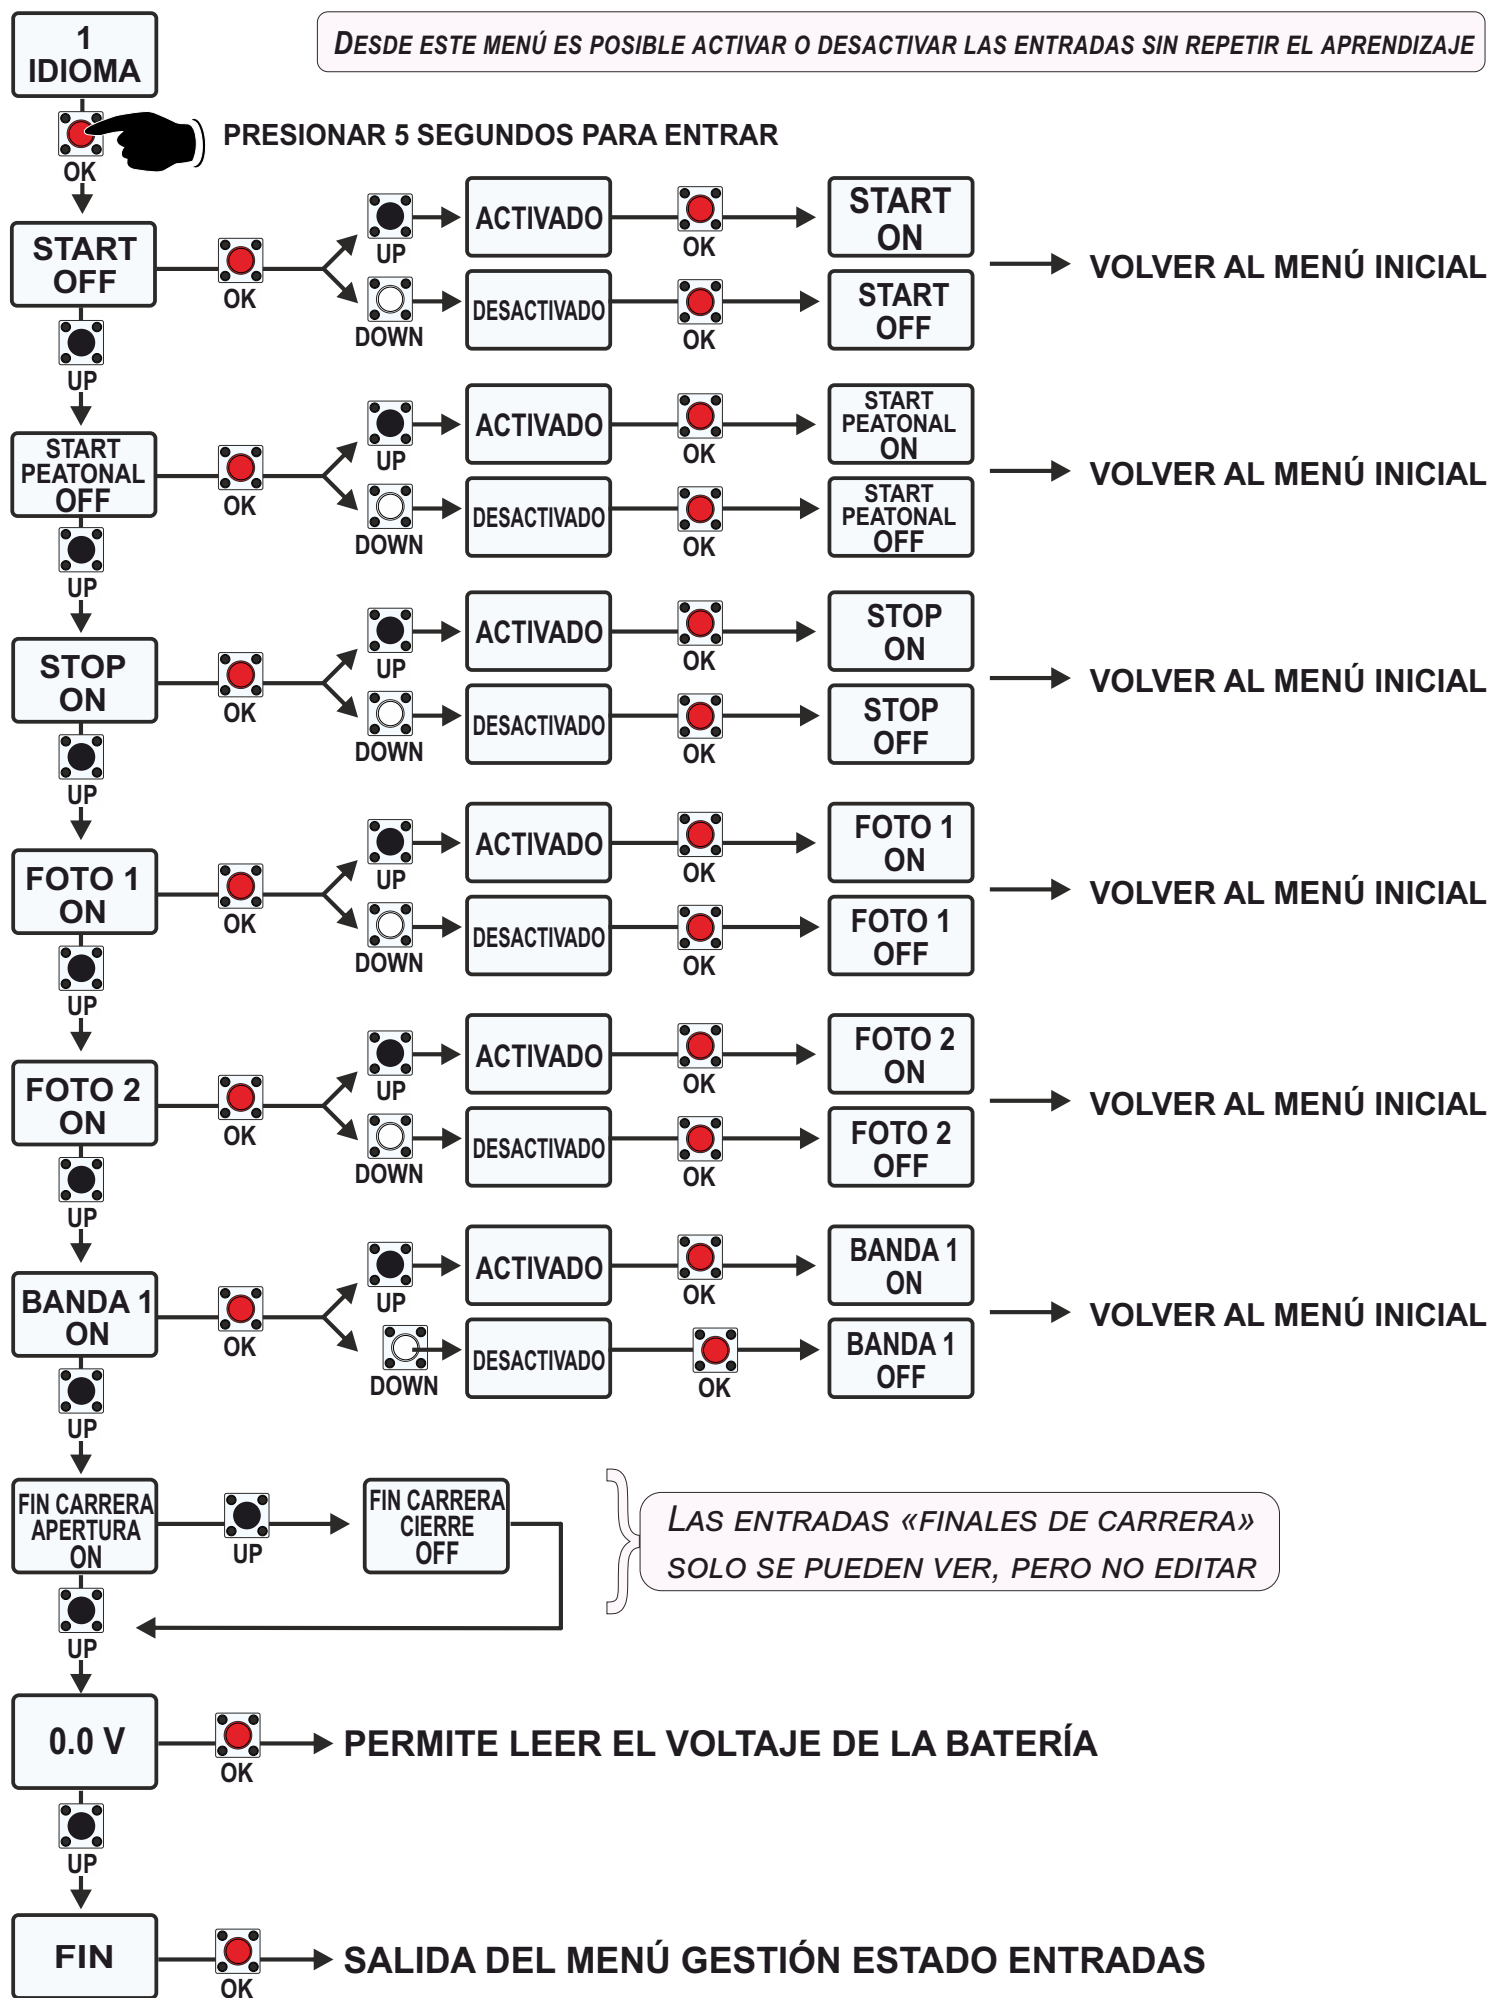 1
IDIOMA
DESDE ESTE MENÚ ES POSIBLE ACTIVAR O DESACTIVAR LAS ENTRADAS SIN REPETIR EL APRENDIZAJE
OK
PRESIONAR 5 SEGUNDOS PARA ENTRAR
START
OFF
OK
UP
ACTIVADO
OK
START
ON
DOWN
DESACTIVADO
OK
START
OFF
VOLVER AL MENÚ INICIAL
UP
START
PEATONAL
OFF
OK
UP
ACTIVADO
OK
START
PEATONAL
ON
DOWN
DESACTIVADO
OK
START
PEATONAL
OFF
VOLVER AL MENÚ INICIAL
UP
STOP
ON
OK
UP
ACTIVADO
OK
STOP
ON
DOWN
DESACTIVADO
OK
STOP
OFF
VOLVER AL MENÚ INICIAL
UP
FOTO 1
ON
OK
UP
ACTIVADO
OK
FOTO 1
ON
DOWN
DESACTIVADO
OK
FOTO 1
OFF
VOLVER AL MENÚ INICIAL
UP
FOTO 2
ON
OK
UP
ACTIVADO
OK
FOTO 2
ON
DOWN
DESACTIVADO
OK
FOTO 2
OFF
VOLVER AL MENÚ INICIAL
UP
BANDA 1
ON
OK
UP
ACTIVADO
OK
BANDA 1
ON
DOWN
DESACTIVADO
OK
BANDA 1
OFF
VOLVER AL MENÚ INICIAL
UP
FIN CARRERA
APERTURA
ON
UP
FIN CARRERA
CIERRE
OFF
LAS ENTRADAS «FINALES DE CARRERA»
SOLO SE PUEDEN VER, PERO NO EDITAR
UP
0.0 V
OK
PERMITE LEER EL VOLTAJE DE LA BATERÍA
UP
FIN
OK
SALIDA DEL MENÚ GESTIÓN ESTADO ENTRADAS